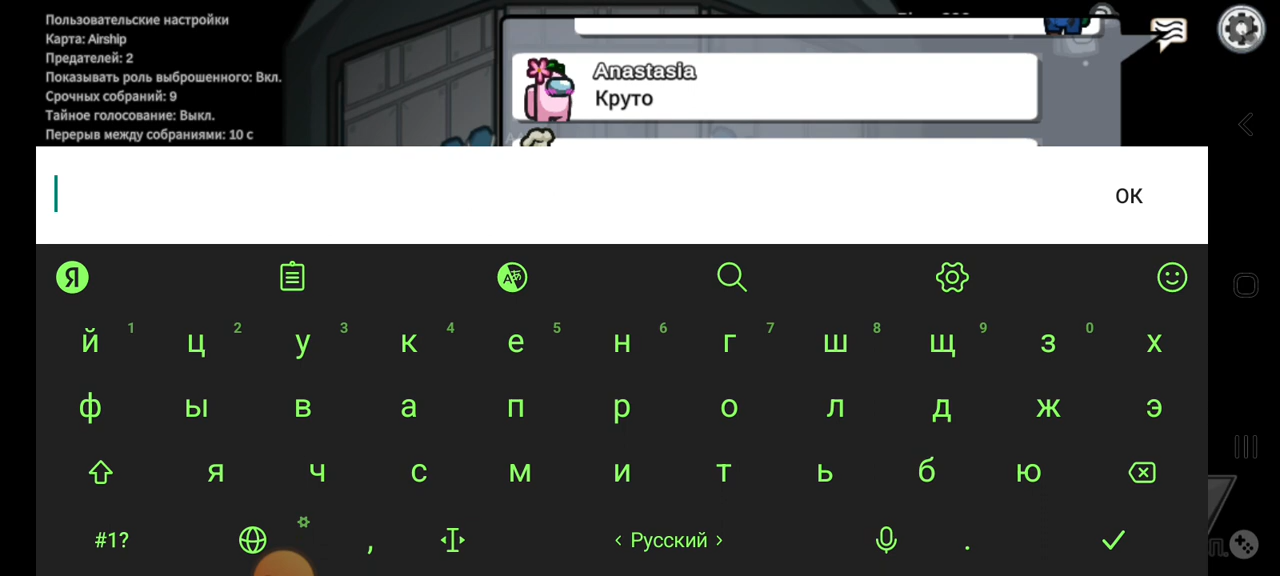 Пользовательские настройки
Карта: Airship
Предателей: 2
Показывать роль выброшенного: Вкл.
Срочных собраний: 9
Тайное голосование: Выкл.
Перерыв между собраниями: 10 с
Anastasia
Круто
ОК
Я
й 1 ц 2 у 3 к 4 е 5 н 6 г 7 ш 8 щ 9 з 0 х
ф ы в а п р о л д ж э
я ч с м и т ь б ю
#1? , < Русский > .